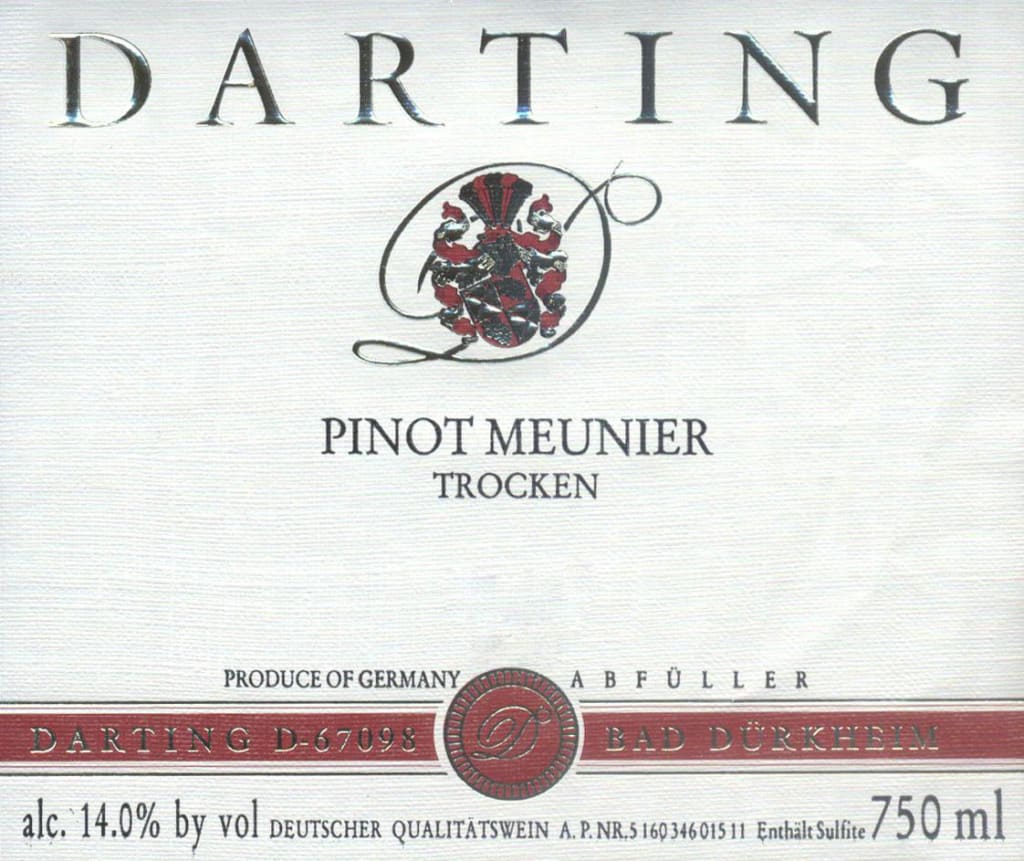 DARTING
PINOT MEUNIER
TROCKEN
PRODUCE OF GERMANY ABFÜLLER
DARTING D-67098 BAD DÜRKHEIM
alc. 14.0% by vol DEUTSCHER QUALITÄTSWEIN A.P.NR.5 160 346 015 11 Enthält Sulfite 750 ml